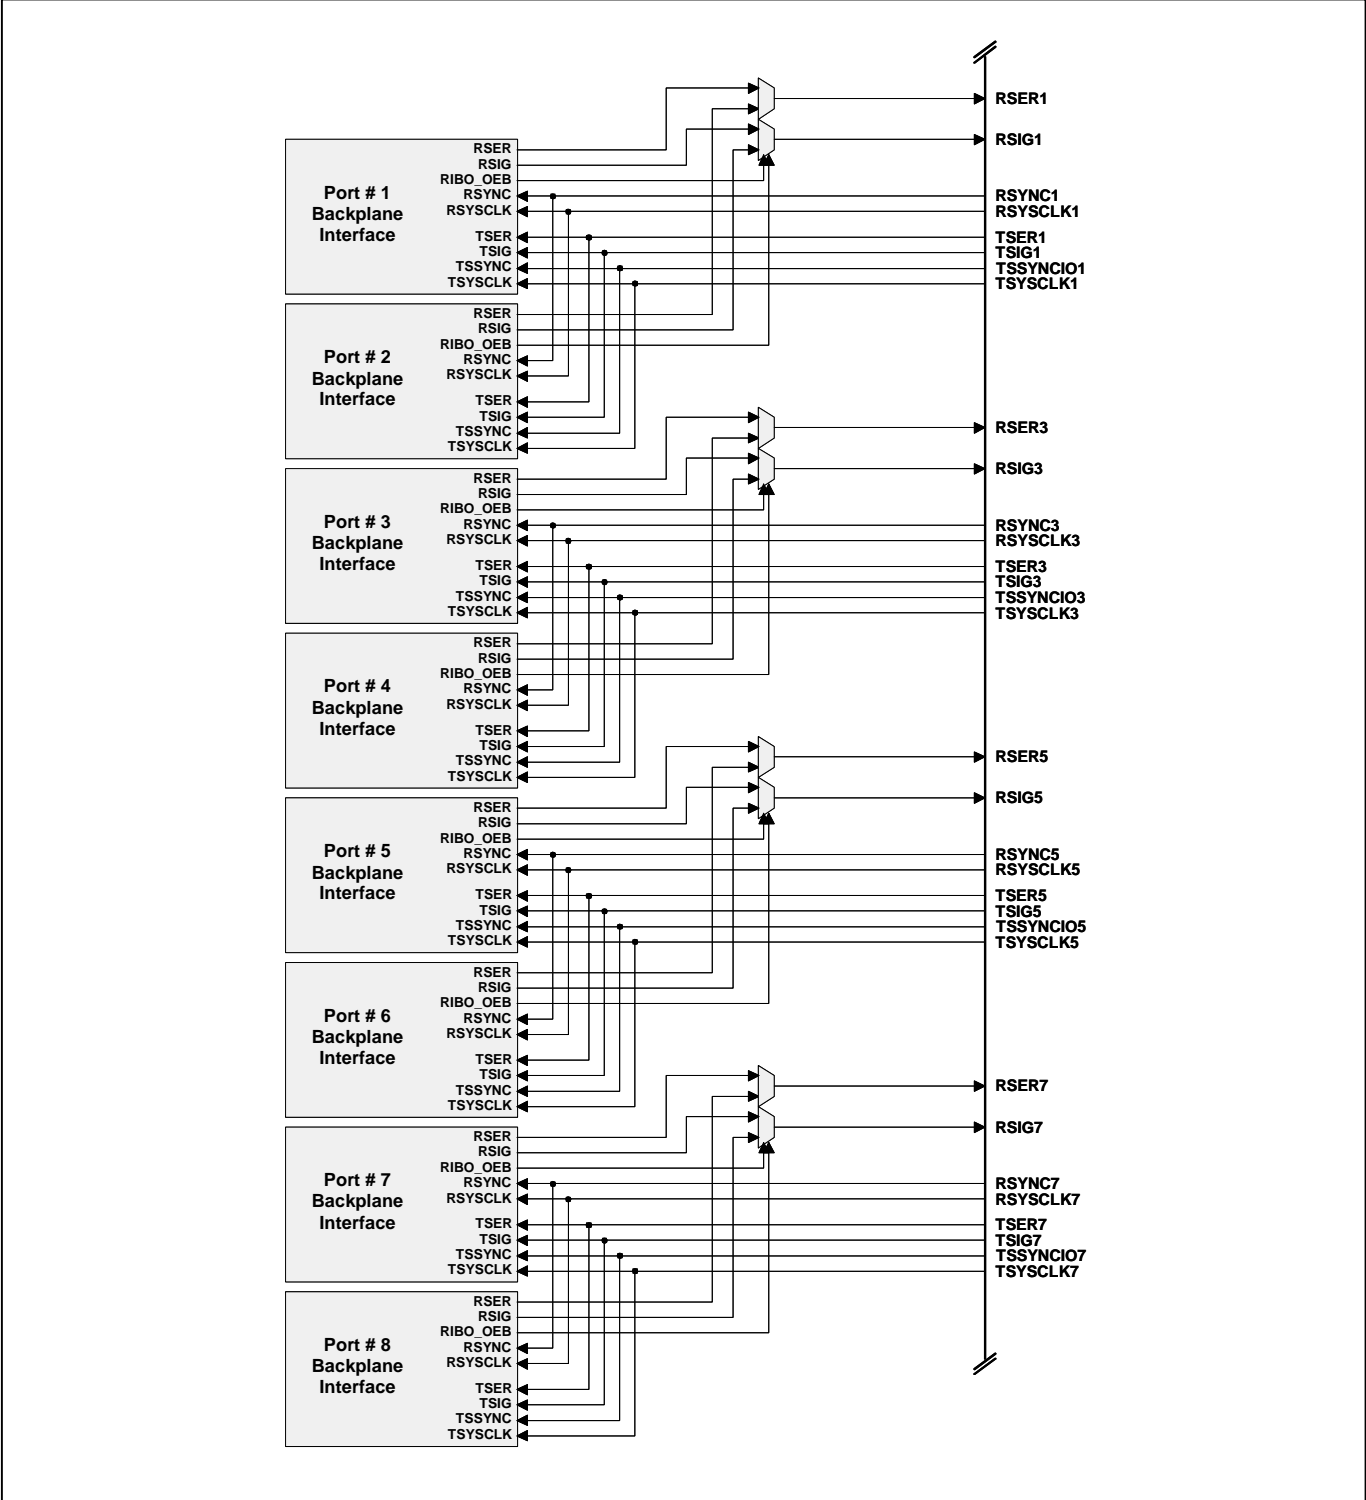 RSER1
RSIG1
Port # 1
Backplane
Interface
RSER
RSIG
RIBO_OEB
RSYNC
RSYSCLK
TSER
TSIG
TSSYNC
TSYSCLK
RSYNC1
RSYSCLK1
TSER1
TSIG1
TSSYNCIO1
TSYSCLK1
Port # 2
Backplane
Interface
RSER
RSIG
RIBO_OEB
RSYNC
RSYSCLK
TSER
TSIG
TSSYNC
TSYSCLK
RSER3
RSIG3
Port # 3
Backplane
Interface
RSER
RSIG
RIBO_OEB
RSYNC
RSYSCLK
TSER
TSIG
TSSYNC
TSYSCLK
RSYNC3
RSYSCLK3
TSER3
TSIG3
TSSYNCIO3
TSYSCLK3
Port # 4
Backplane
Interface
RSER
RSIG
RIBO_OEB
RSYNC
RSYSCLK
TSER
TSIG
TSSYNC
TSYSCLK
RSER5
RSIG5
Port # 5
Backplane
Interface
RSER
RSIG
RIBO_OEB
RSYNC
RSYSCLK
TSER
TSIG
TSSYNC
TSYSCLK
RSYNC5
RSYSCLK5
TSER5
TSIG5
TSSYNCIO5
TSYSCLK5
Port # 6
Backplane
Interface
RSER
RSIG
RIBO_OEB
RSYNC
RSYSCLK
TSER
TSIG
TSSYNC
TSYSCLK
RSER7
RSIG7
Port # 7
Backplane
Interface
RSER
RSIG
RIBO_OEB
RSYNC
RSYSCLK
TSER
TSIG
TSSYNC
TSYSCLK
RSYNC7
RSYSCLK7
TSER7
TSIG7
TSSYNCIO7
TSYSCLK7
Port # 8
Backplane
Interface
RSER
RSIG
RIBO_OEB
RSYNC
RSYSCLK
TSER
TSIG
TSSYNC
TSYSCLK